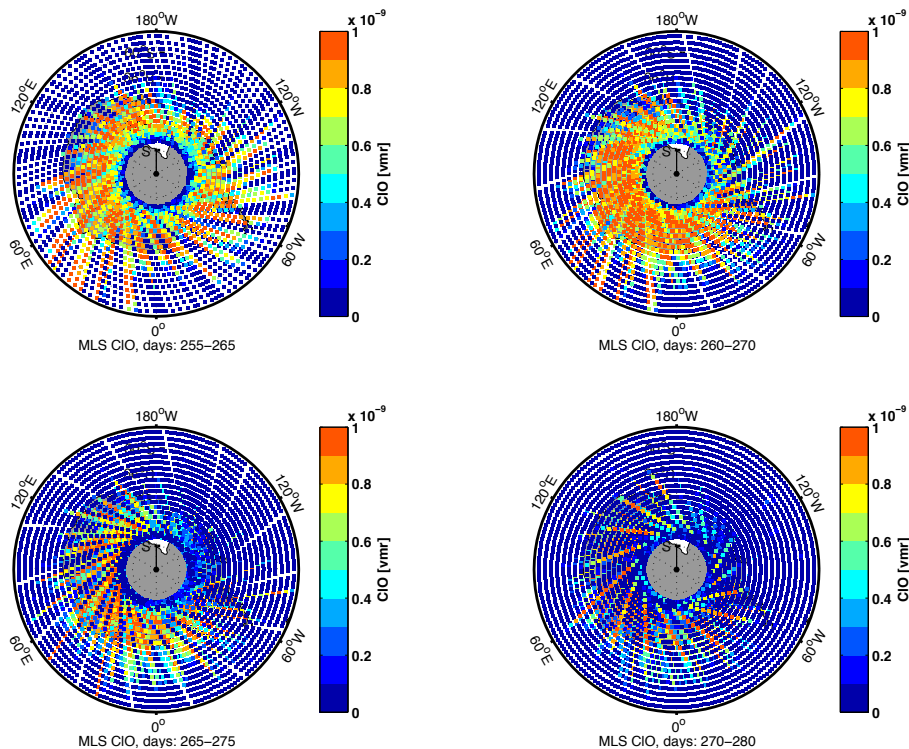 180°W
120°W
60°W
0°
60°E
120°E
S
x 10⁻⁹
1
0.8
0.6
0.4
0.2
0
ClO [vmr]
MLS ClO, days: 255−265
180°W
120°W
60°W
0°
60°E
120°E
S
x 10⁻⁹
1
0.8
0.6
0.4
0.2
0
ClO [vmr]
MLS ClO, days: 260−270
180°W
120°W
60°W
0°
60°E
120°E
S
x 10⁻⁹
1
0.8
0.6
0.4
0.2
0
ClO [vmr]
MLS ClO, days: 265−275
180°W
120°W
60°W
0°
60°E
120°E
S
x 10⁻⁹
1
0.8
0.6
0.4
0.2
0
ClO [vmr]
MLS ClO, days: 270−280